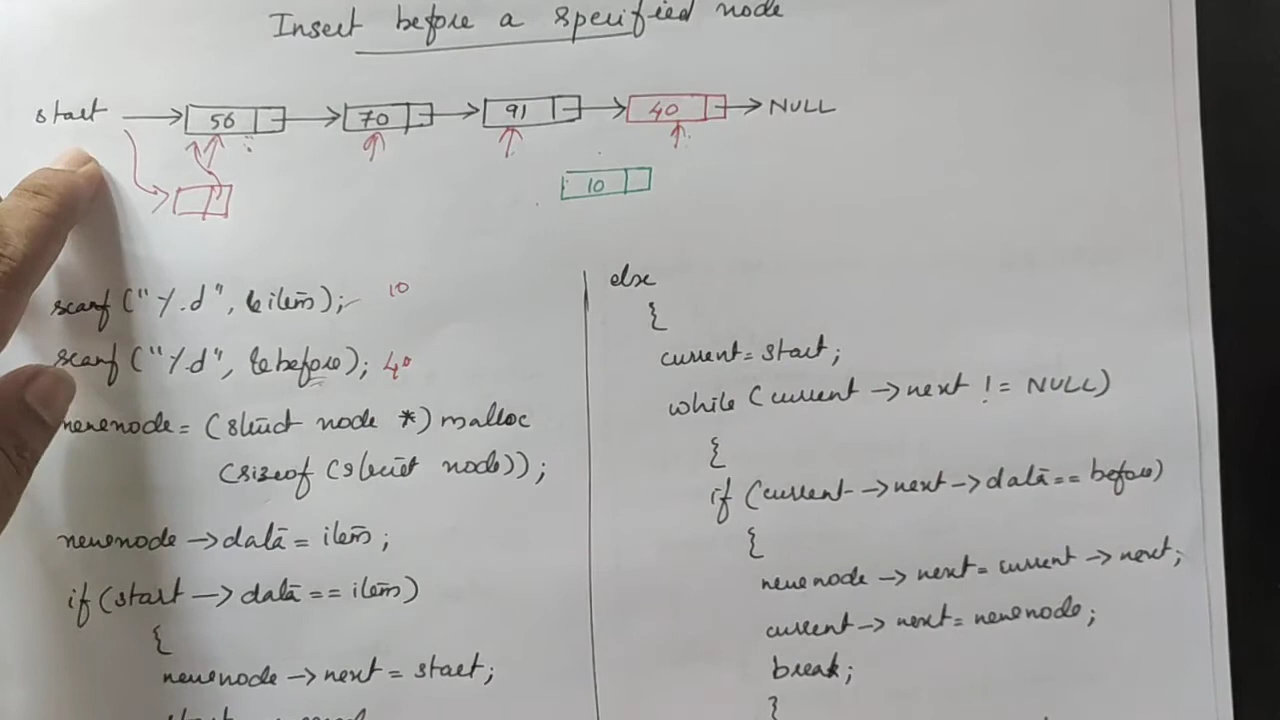 Insert before a specified node
start → 56 → 70 → 91 → 40 → NULL
10
scanf ("%d", &item); 10
scanf ("%d", &before); 40
newnode = (struct node *) malloc
(sizeof (struct node));
newnode → data = item;
if (start → data == item)
{
newnode → next = start;
else
{
current = start;
while (current → next != NULL)
{
if (current → next → data == before)
{
newnode → next = current → next;
current → next = newnode;
break;
}